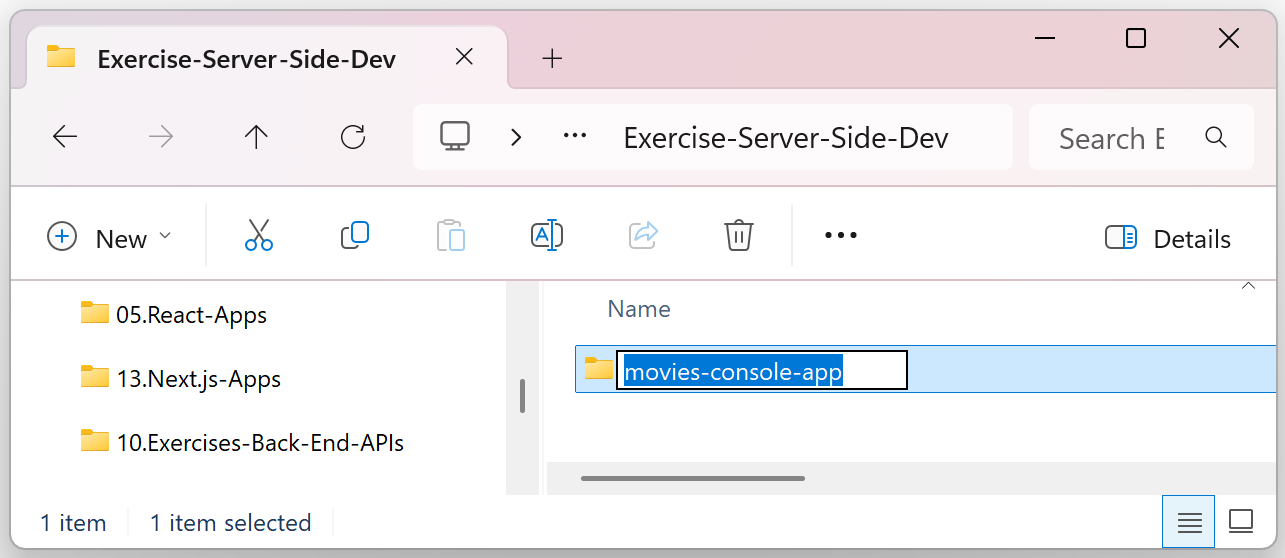 Exercise-Server-Side-Dev
Exercise-Server-Side-Dev
Search E
New
Details
05.React-Apps
13.Next.js-Apps
10.Exercises-Back-End-APIs
Name
movies-console-app
1 item
1 item selected